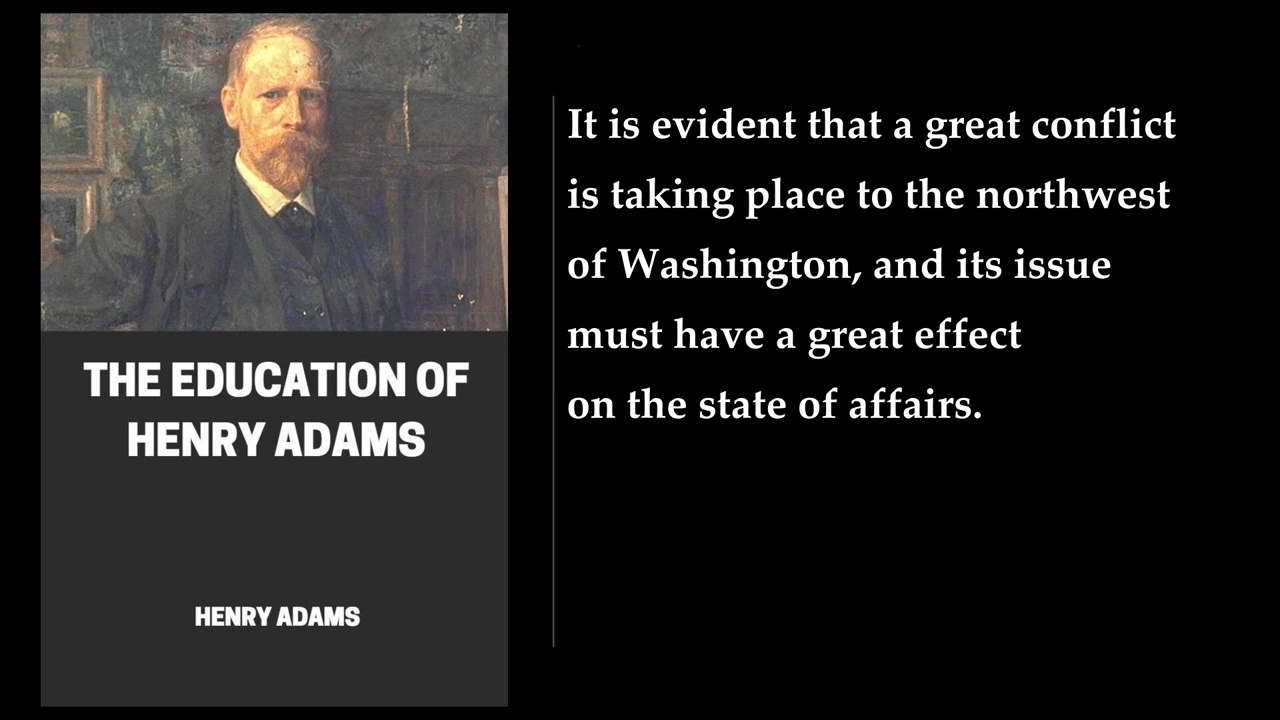 THE EDUCATION OF
HENRY ADAMS
HENRY ADAMS
It is evident that a great conflict
is taking place to the northwest
of Washington, and its issue
must have a great effect
on the state of affairs.